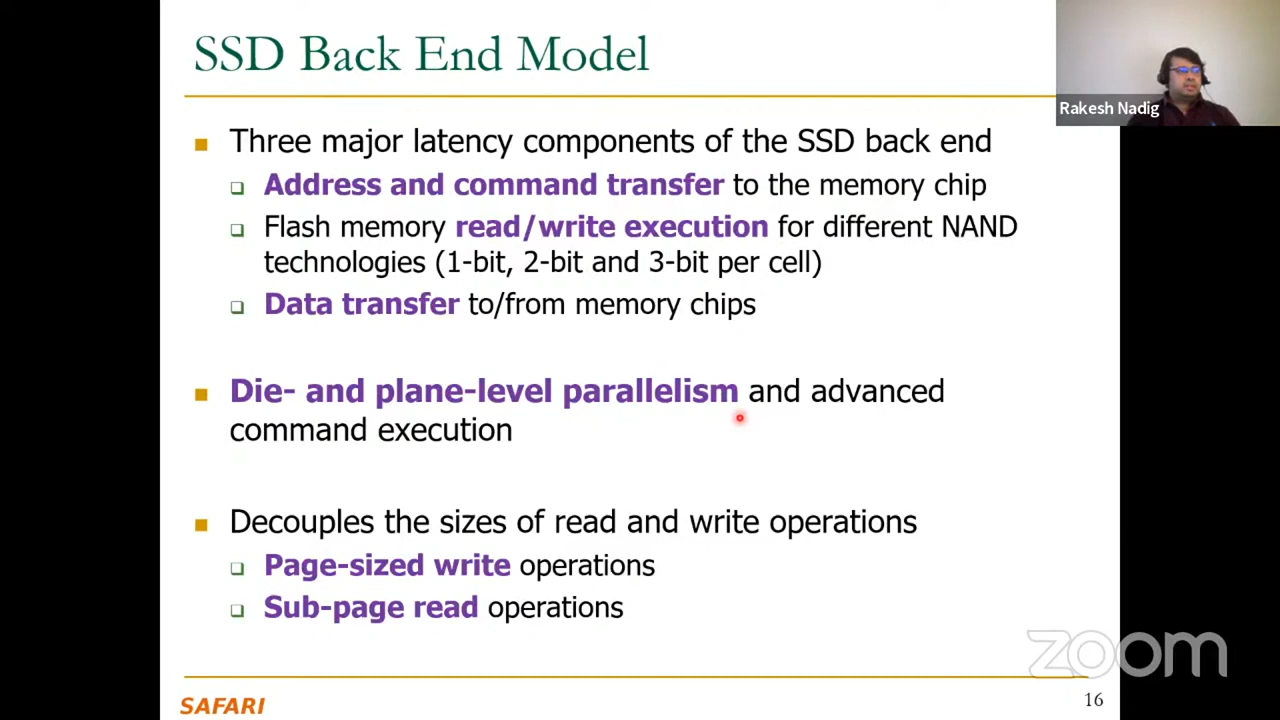 SSD Back End Model
Rakesh Nadig
Three major latency components of the SSD back end
Address and command transfer to the memory chip
Flash memory read/write execution for different NAND
technologies (1-bit, 2-bit and 3-bit per cell)
Data transfer to/from memory chips
Die- and plane-level parallelism and advanced
command execution
Decouples the sizes of read and write operations
Page-sized write operations
Sub-page read operations
zoom
SAFARI
16